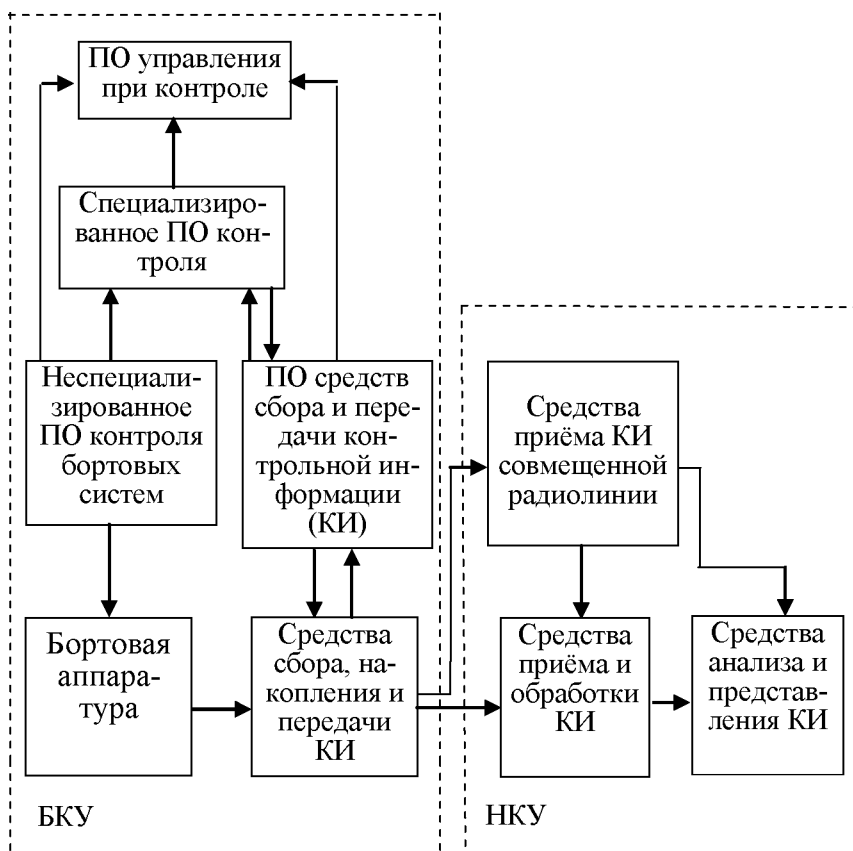 ПО управления
при контроле
Специализиро-
ванное ПО кон-
троля
Неспециали-
зированное
ПО контроля
бортовых
систем
ПО средств
сбора и пере-
дачи кон-
трольной ин-
формации
(КИ)
Средства
приёма КИ
совмещенной
радиолинии
Бортовая
аппара-
тура
Средства
сбора, на-
копления и
передачи
КИ
Средства
приёма и
обработки
КИ
Средства
анализа и
представ-
ления КИ
БКУ
НКУ